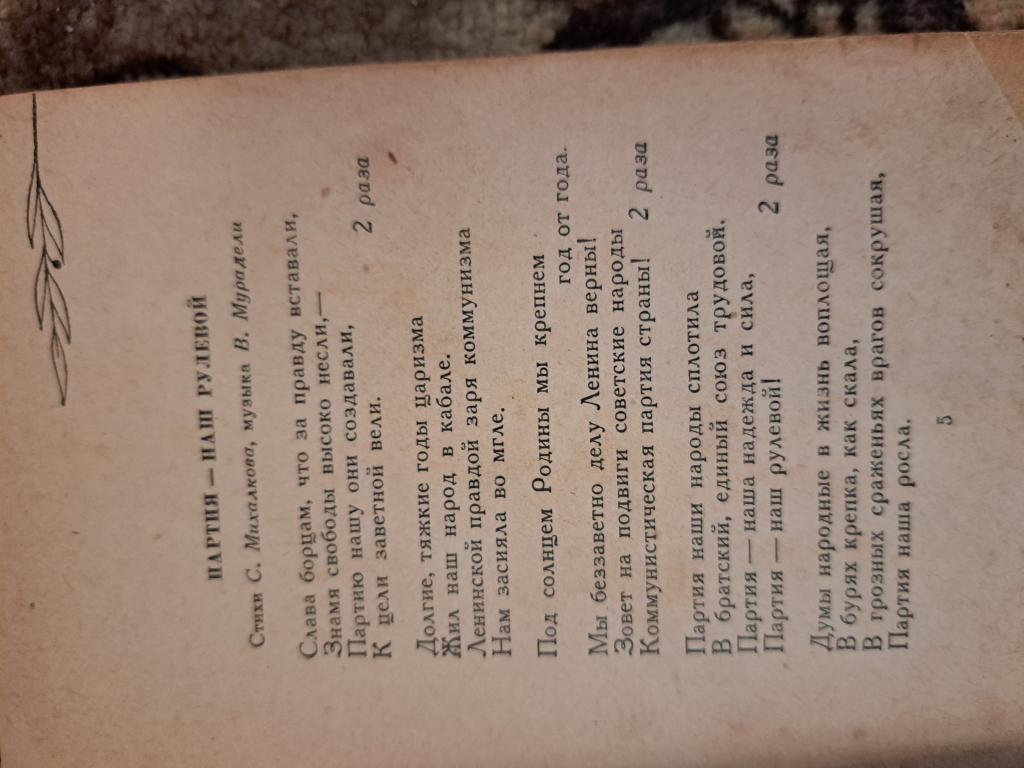 ПАРТИЯ — НАШ РУЛЕВОЙ
Стихи С. Михалкова, музыка В. Мурадели
Слава борцам, что за правду вставали,
Знамя свободы высоко несли,—
Партию нашу они создавали,
К цели заветной вели.
2 раза
Долгие, тяжкие годы царизма
Жил наш народ в кабале.
Ленинской правдой заря коммунизма
Нам засияла во мгле.
Под солнцем Родины мы крепнем
год от года.
Мы беззаветно делу Ленина верны!
Зовет на подвиги советские народы
Коммунистическая партия страны!
2 раза
Партия наши народы сплотила
В братский, единый союз трудовой.
Партия — наша надежда и сила,
Партия — наш рулевой!
2 раза
Думы народные в жизнь воплощая,
В бурях крепка, как скала,
В грозных сраженьях врагов сокрушая,
Партия наша росла.
5